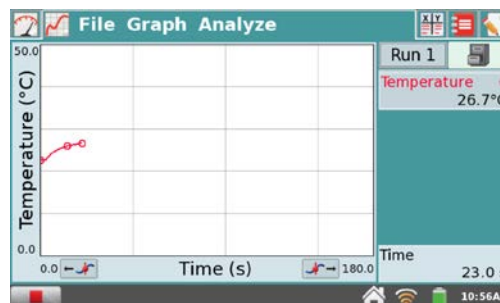 File Graph Analyze
X Y
Run 1
50.0
Temperature (°C)
0.0
0.0
Time (s)
180.0
Temperature
26.7°
Time
23.0
10:56A